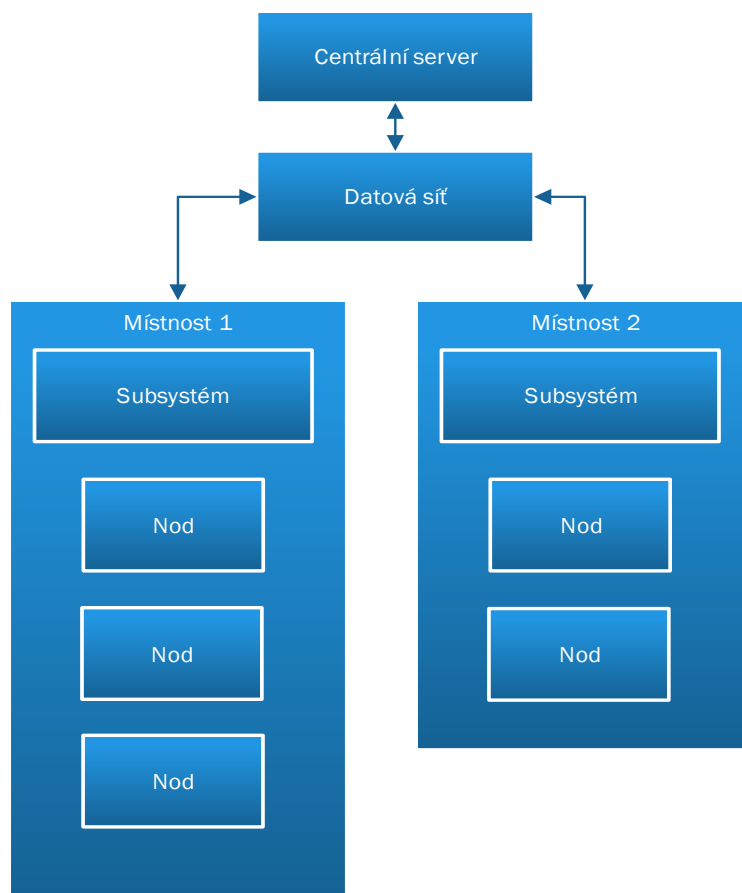 Centrální server
Datová síť
Místnost 1
Subsystém
Nod
Nod
Nod
Místnost 2
Subsystém
Nod
Nod